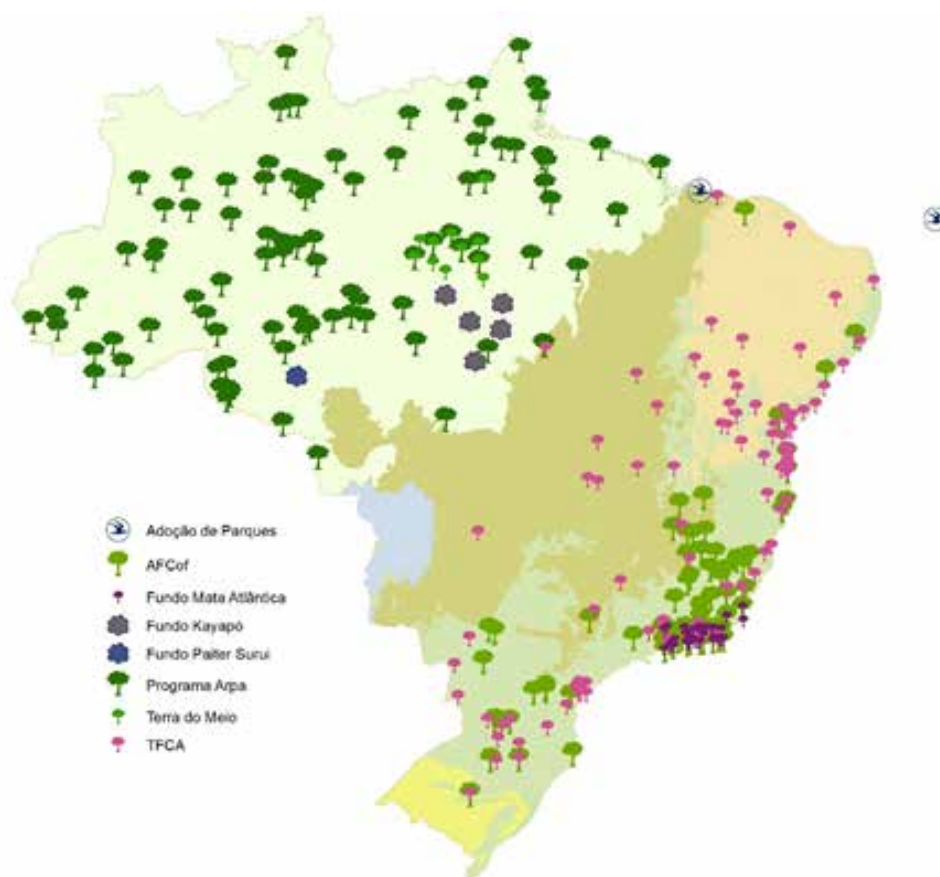 Adoção de Parques
AFCof
Fundo Mata Atlântica
Fundo Kayapó
Fundo Paiter Surui
Programa Arpa
Terra do Meio
TFCA